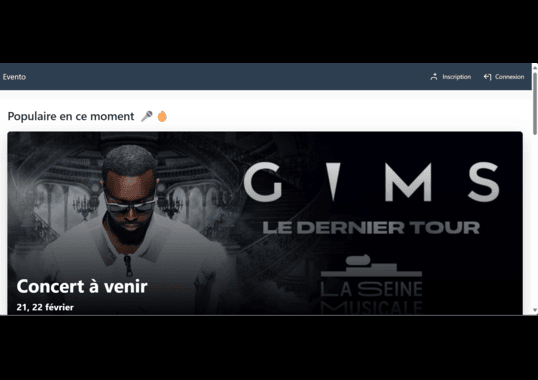 Evento
Inscription
Connexion
Populaire en ce moment 🎤🔥
GIMS
LE DERNIER TOUR
LA SEINE
MUSICALE
Concert à venir
21, 22 février